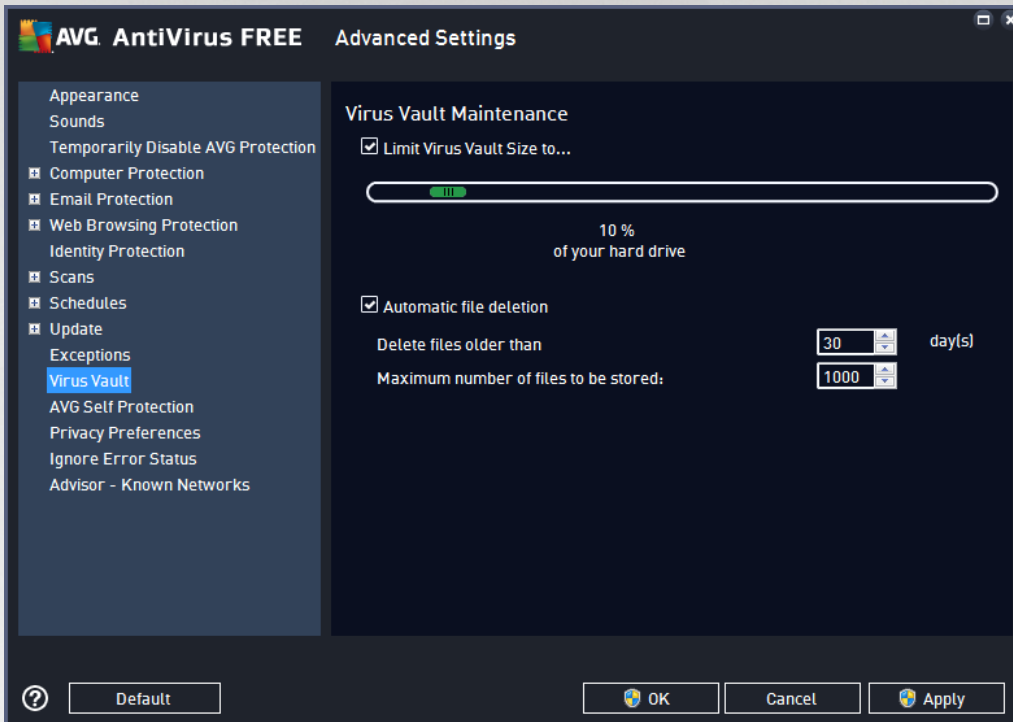 AVG. AntiVirus FREE Advanced Settings
Appearance
Sounds
Temporarily Disable AVG Protection
Computer Protection
Email Protection
Web Browsing Protection
Identity Protection
Scans
Schedules
Update
Exceptions
Virus Vault
AVG Self Protection
Privacy Preferences
Ignore Error Status
Advisor - Known Networks
Virus Vault Maintenance
Limit Virus Vault Size to...
10 %
of your hard drive
Automatic file deletion
Delete files older than 30 day(s)
Maximum number of files to be stored: 1000
? Default OK Cancel Apply